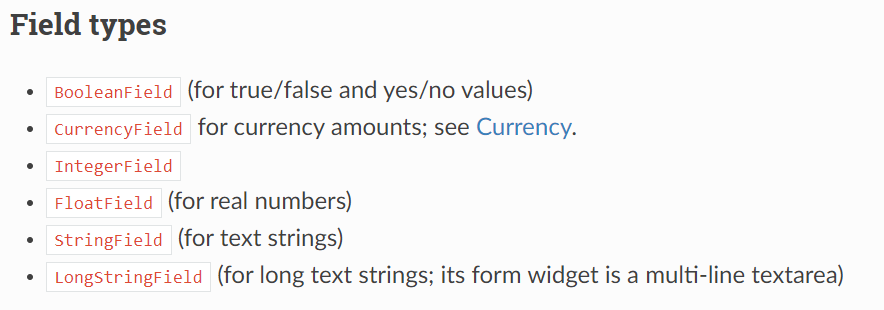 Field types
BooleanField (for true/false and yes/no values)
CurrencyField for currency amounts; see Currency.
IntegerField
FloatField (for real numbers)
StringField (for text strings)
LongStringField (for long text strings; its form widget is a multi-line textarea)